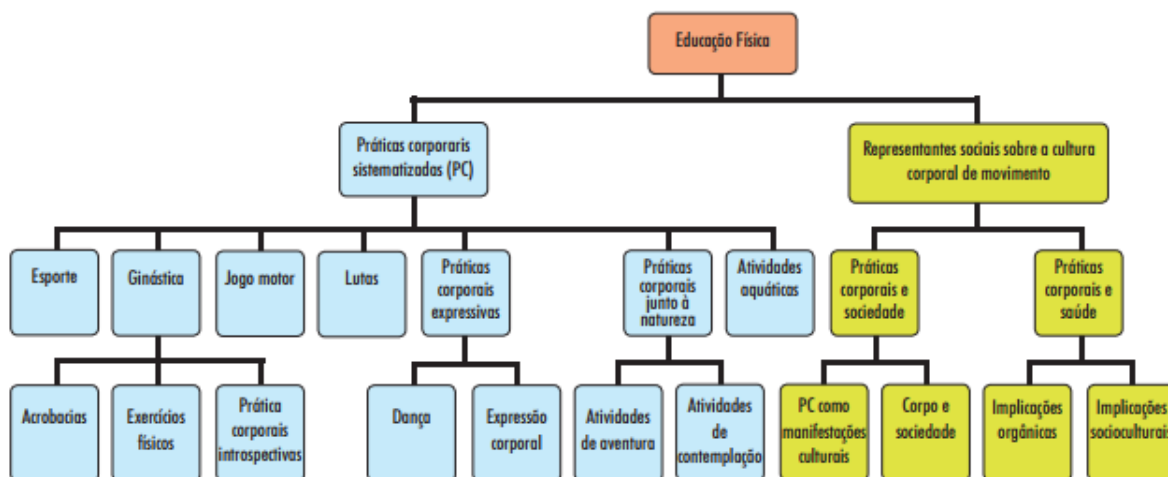 Educação Física
Práticas corporaris
sistematizadas (PC)
Representantes sociais sobre a cultura
corporal de movimento
Esporte
Ginástica
Jogo motor
Lutas
Práticas
corporais
expressivas
Práticas
corporais
junto à
natureza
Atividades
aquáticas
Práticas
corporais e
sociedade
Práticas
corporais e
saúde
Acrobacias
Exercícios
físicos
Prática
corporais
introspectivas
Dança
Expressão
corporal
Atividades
de aventura
Atividades
de
contemplação
PC como
manifestações
culturais
Corpo e
sociedade
Implicações
orgânicas
Implicações
socioculturais